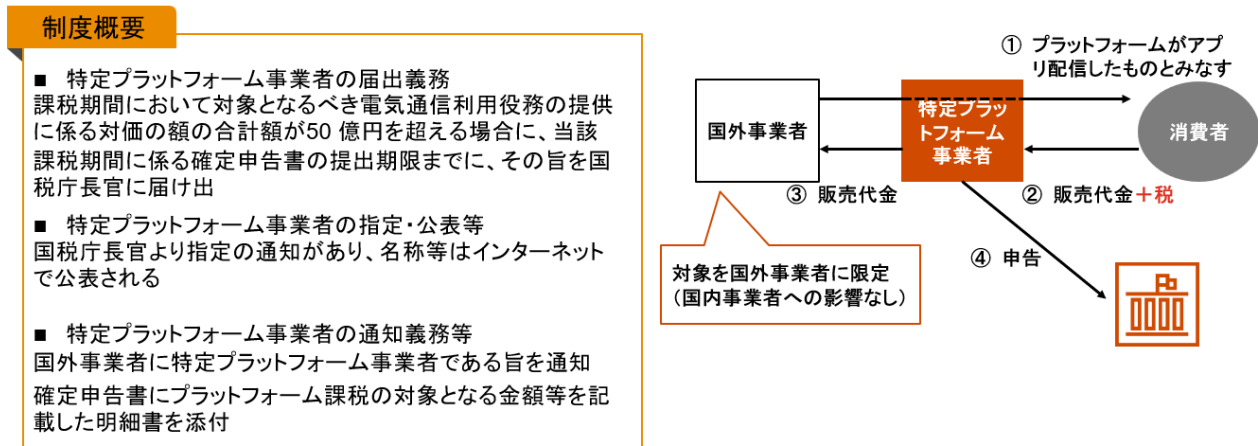 制度概要
■ 特定プラットフォーム事業者の届出義務
課税期間において対象となるべき電気通信利用役務の提供
に係る対価の額の合計額が50 億円を超える場合に、当該
課税期間に係る確定申告書の提出期限までに、その旨を国
税庁長官に届け出
■ 特定プラットフォーム事業者の指定・公表等
国税庁長官より指定の通知があり、名称等はインターネット
で公表される
■ 特定プラットフォーム事業者の通知義務等
国外事業者に特定プラットフォーム事業者である旨を通知
確定申告書にプラットフォーム課税の対象となる金額等を記
載した明細書を添付
① プラットフォームがアプ
リ配信したものとみなす
国外事業者
特定プラッ
トフォーム
事業者
消費者
③ 販売代金
② 販売代金＋税
④ 申告
対象を国外事業者に限定
（国内事業者への影響なし）